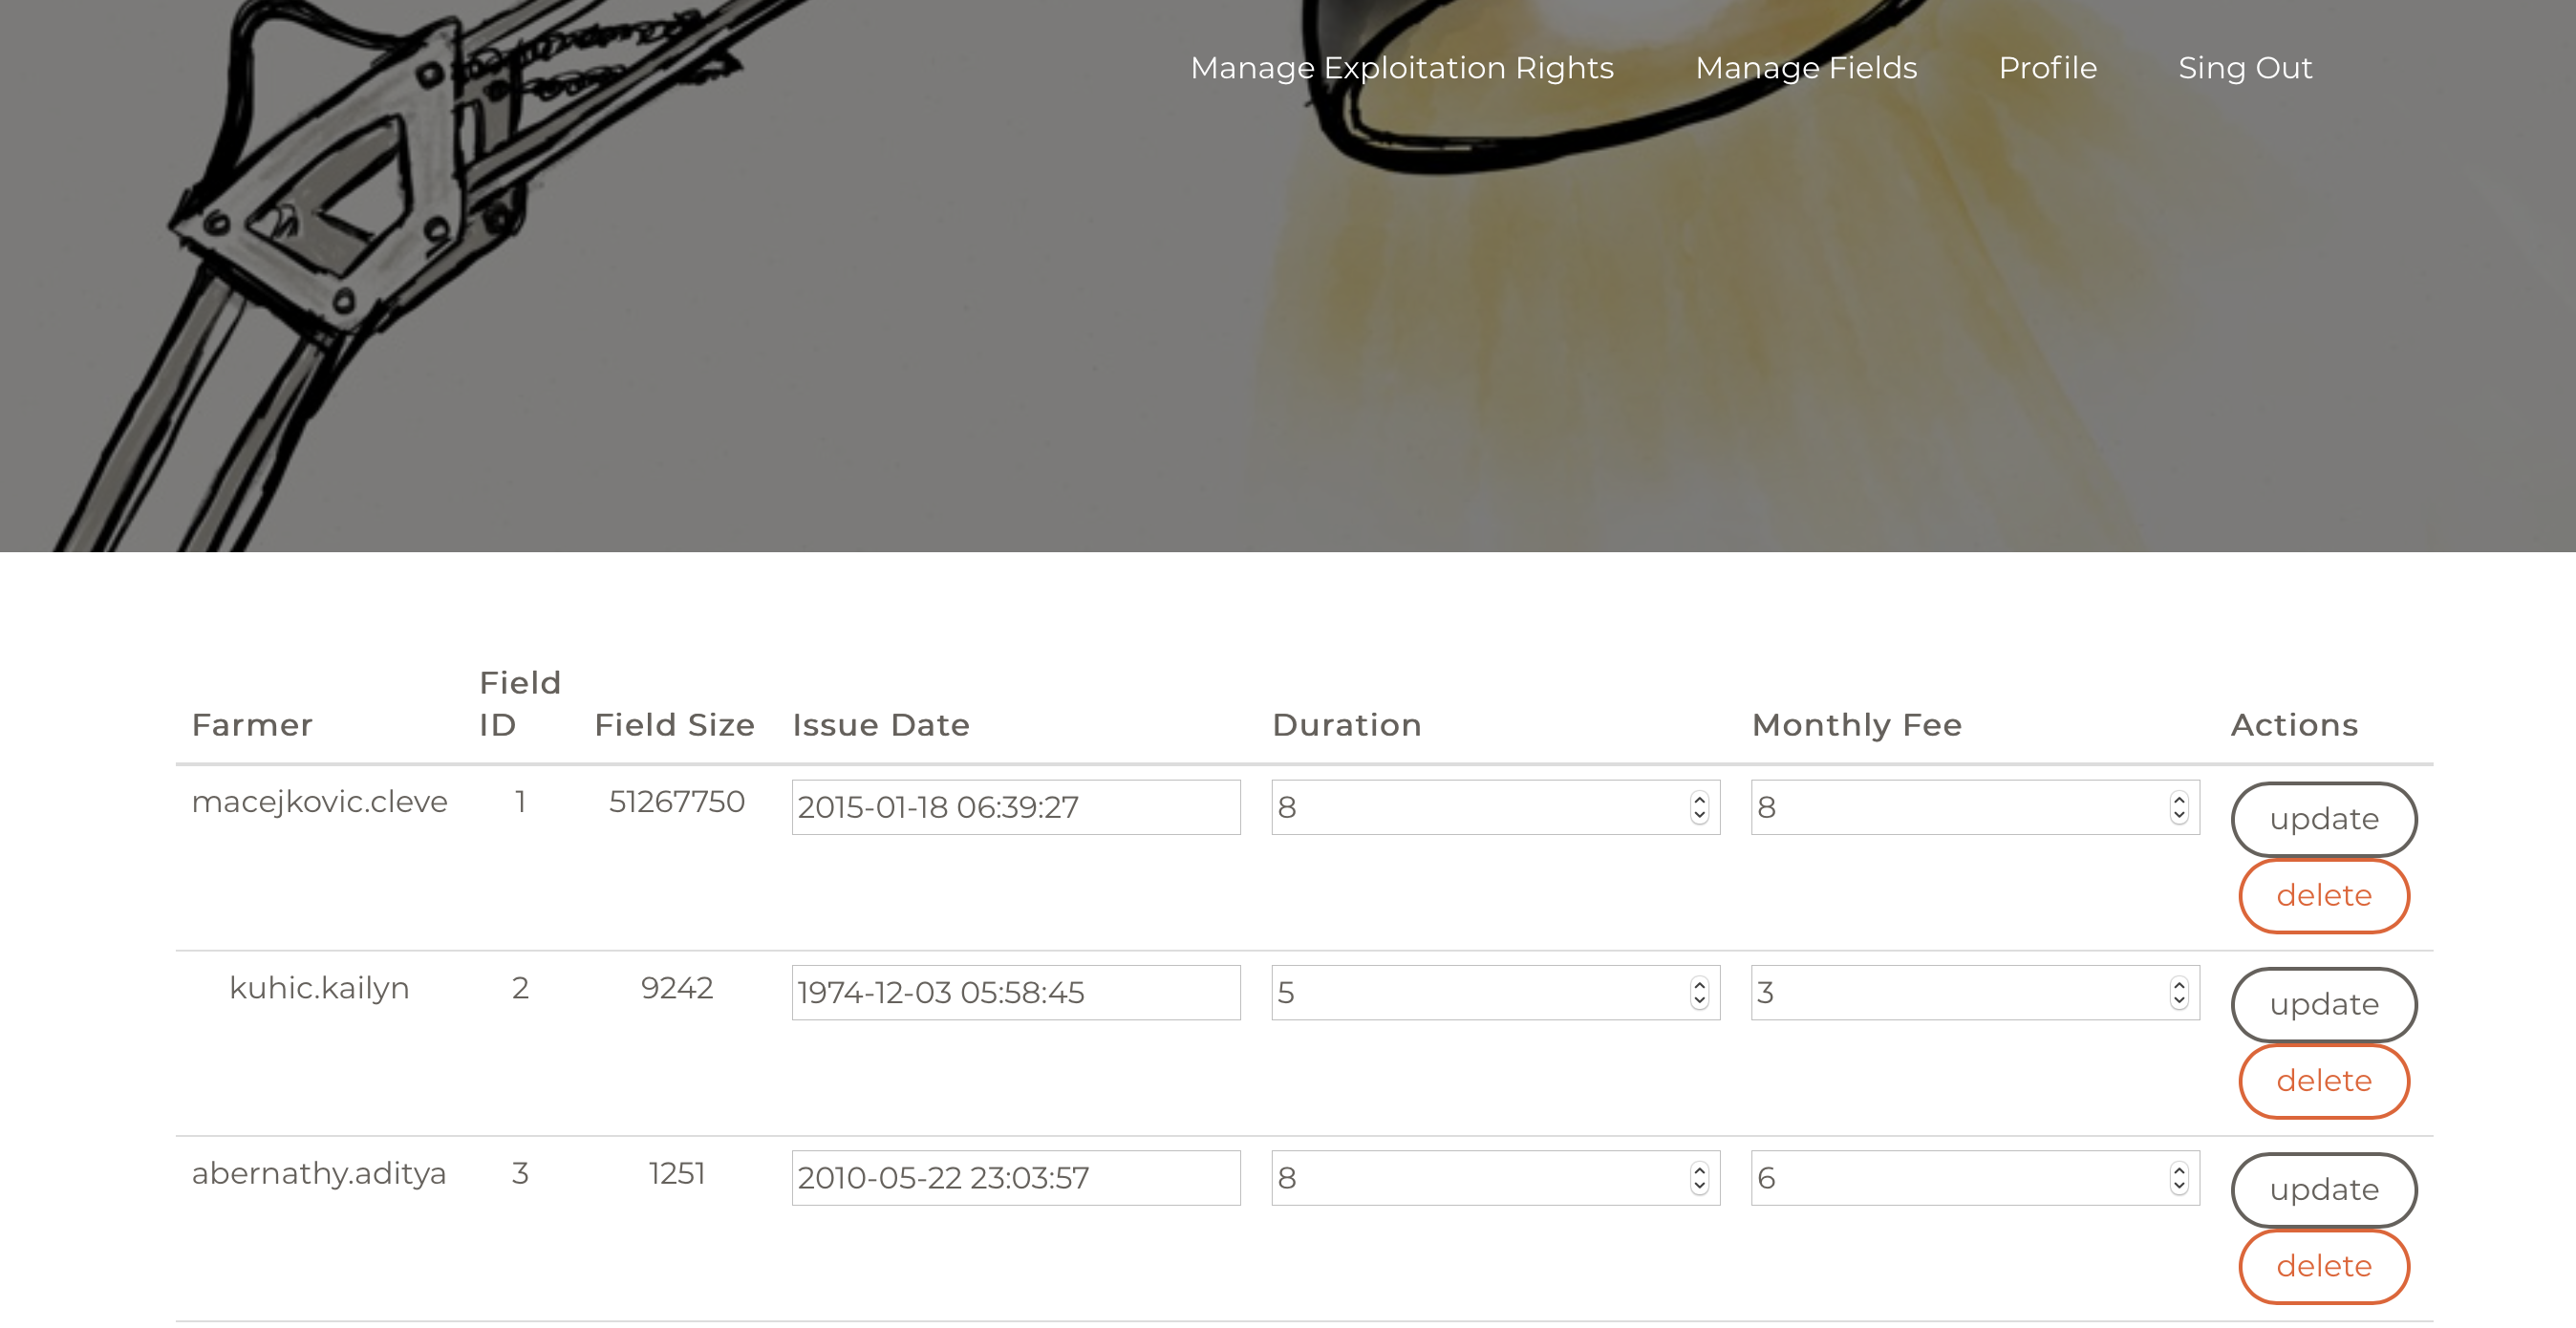 Manage Exploitation Rights Manage Fields Profile Sing Out
Farmer Field ID Field Size Issue Date Duration Monthly Fee Actions
macejkovic.cleve 1 51267750 2015-01-18 06:39:27 8 8 update
delete
kuhic.kailyn 2 9242 1974-12-03 05:58:45 5 3 update
delete
abernathy.aditya 3 1251 2010-05-22 23:03:57 8 6 update
delete